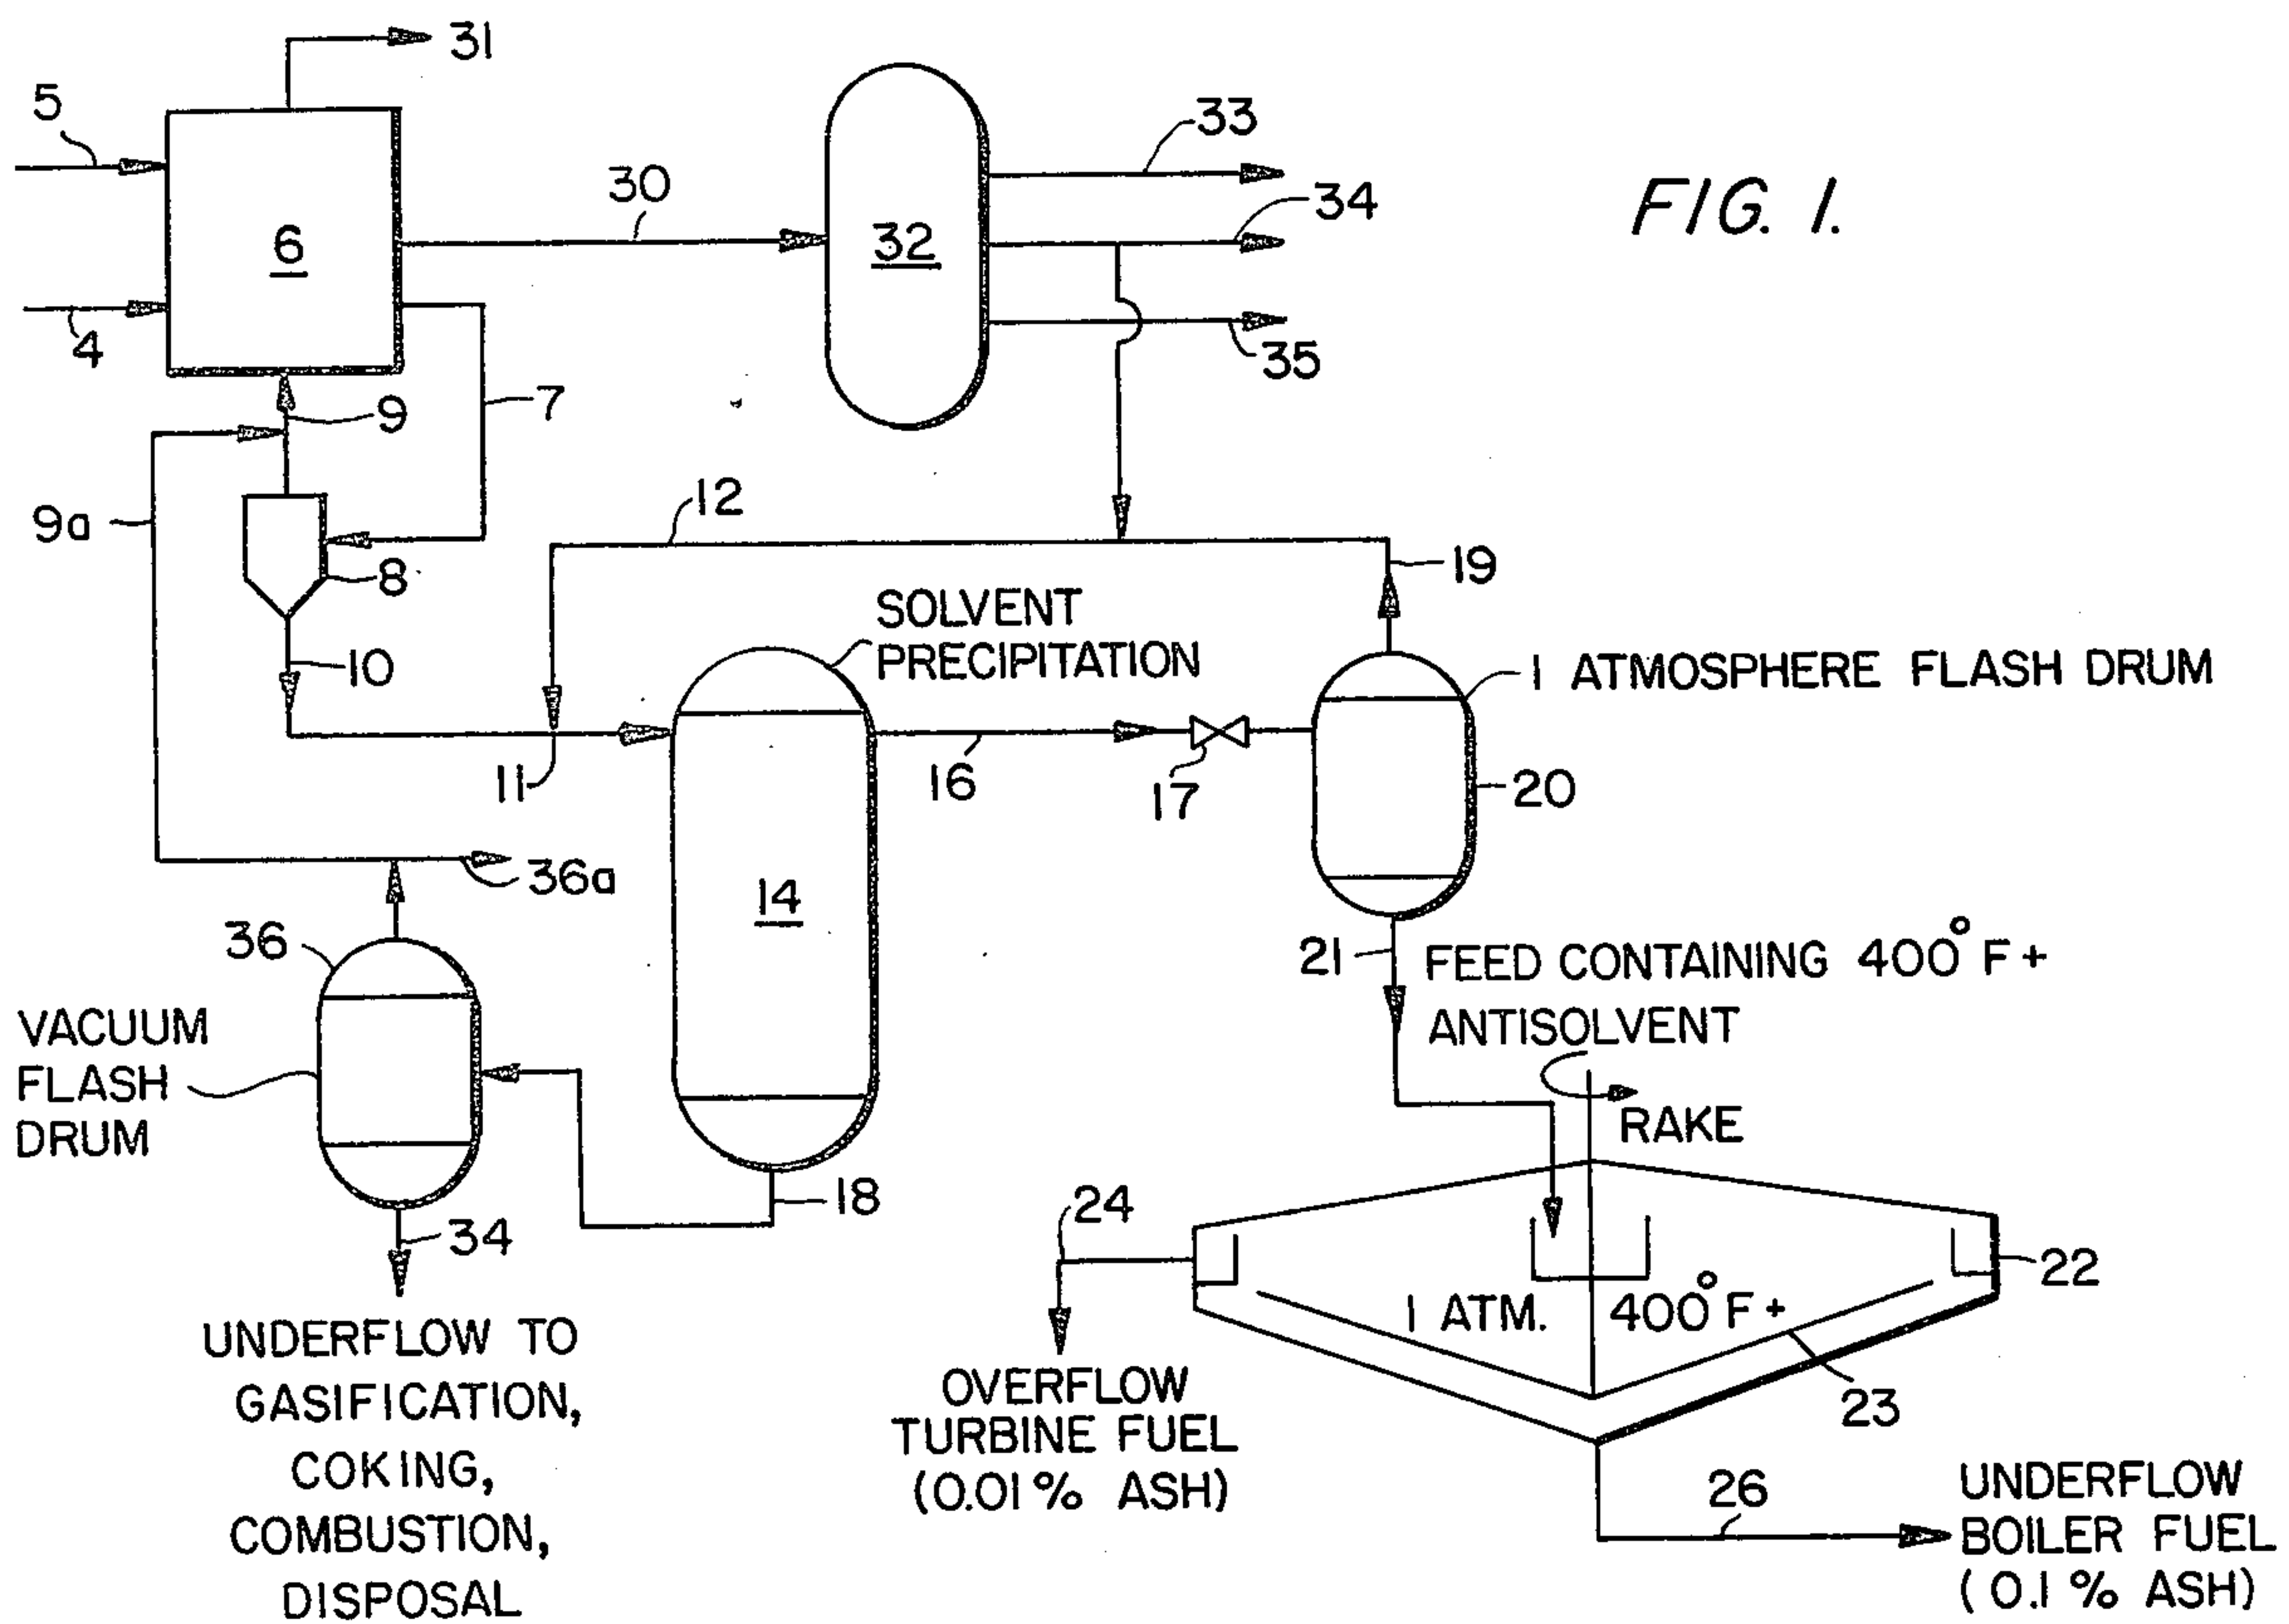 31
5
33
30
34
FIG. 1.
6
32
4
35
9
7
12
9a
19
8
SOLVENT
PRECIPITATION
10
1 ATMOSPHERE FLASH DRUM
11
16
17
20
36a
14
36
21
FEED CONTAINING 400°F+
ANTISOLVENT
VACUUM
FLASH
DRUM
RAKE
18
24
34
22
1 ATM.
400°F+
UNDERFLOW TO
GASIFICATION,
COKING,
COMBUSTION,
DISPOSAL
OVERFLOW
TURBINE FUEL
(0.01% ASH)
23
26
UNDERFLOW
BOILER FUEL
(0.1% ASH)